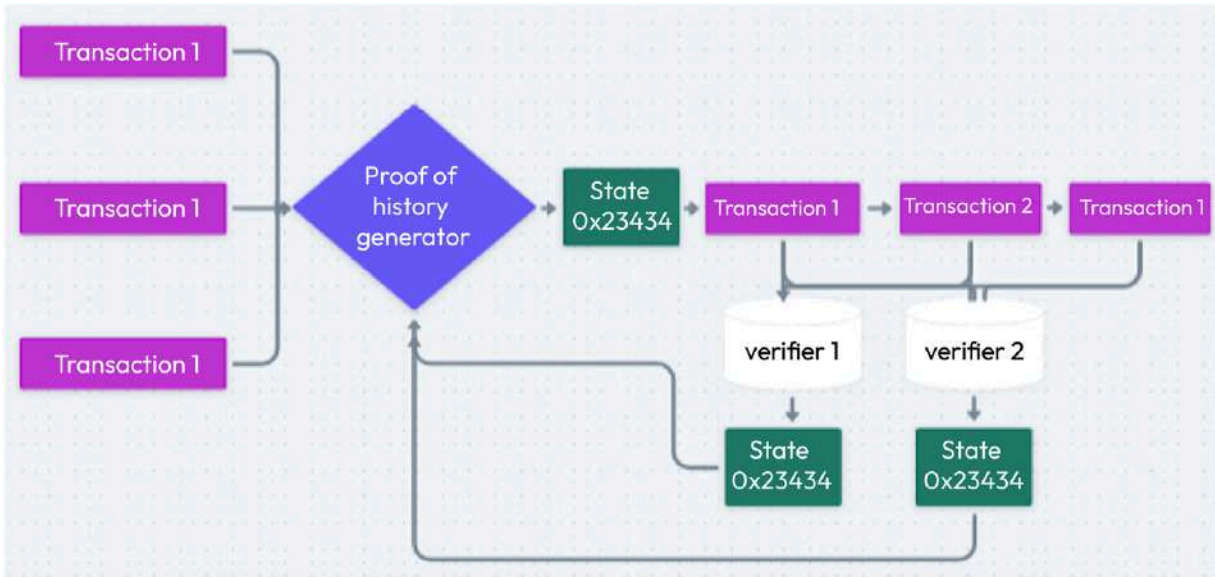 Transaction 1
Transaction 1
Transaction 1
Proof of
history
generator
State
0x23434
Transaction 1
Transaction 2
Transaction 1
verifier 1
verifier 2
State
0x23434
State
0x23434